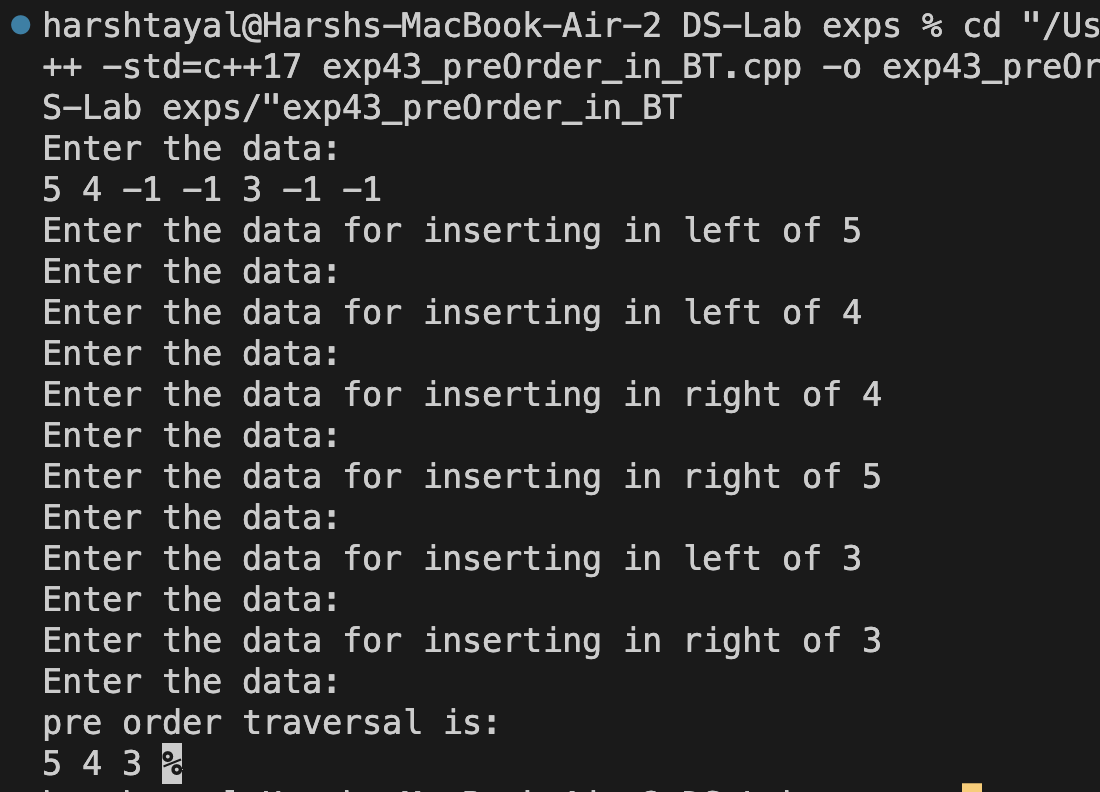 harshtayal@Harshs-MacBook-Air-2 DS-Lab exps % cd "/Us
++ -std=c++17 exp43_preOrder_in_BT.cpp -o exp43_preOr
S-Lab exps/"exp43_preOrder_in_BT
Enter the data:
5 4 -1 -1 3 -1 -1
Enter the data for inserting in left of 5
Enter the data:
Enter the data for inserting in left of 4
Enter the data:
Enter the data for inserting in right of 4
Enter the data:
Enter the data for inserting in right of 5
Enter the data:
Enter the data for inserting in left of 3
Enter the data:
Enter the data for inserting in right of 3
Enter the data:
pre order traversal is:
5 4 3 %